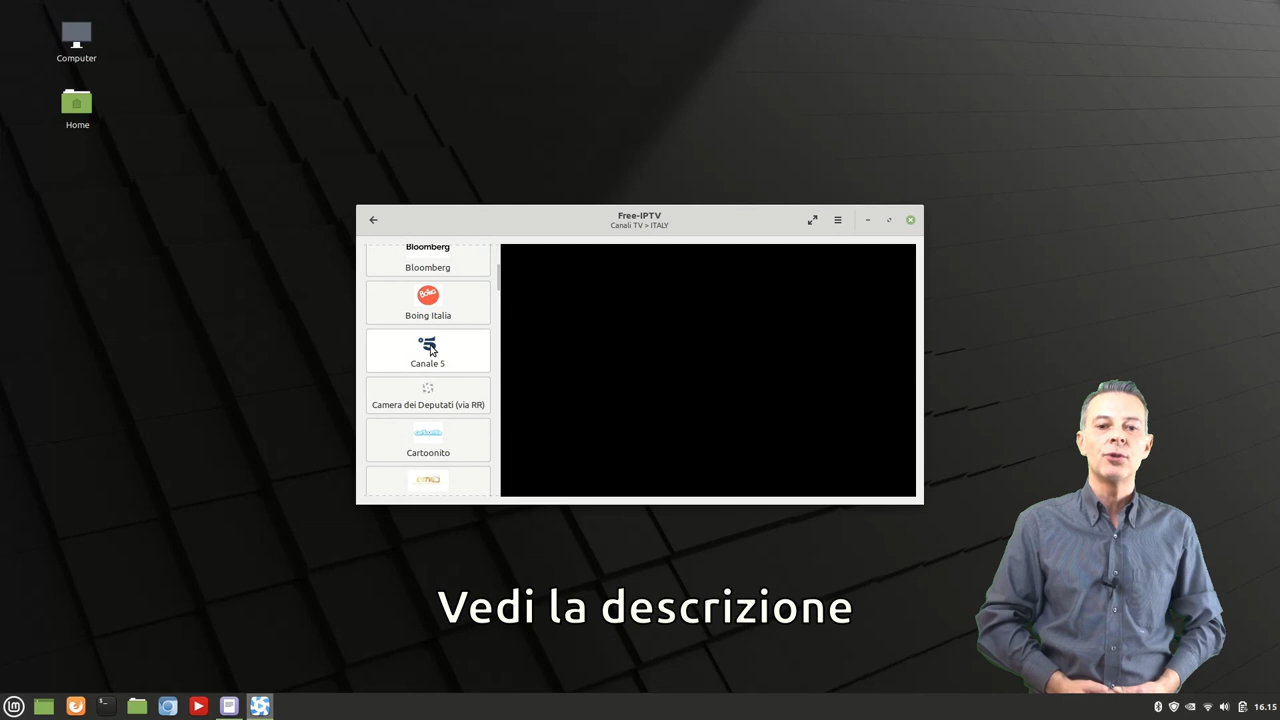 Computer
Home
Free-IPTV
Canali TV > ITALY
Bloomberg
Bloomberg
BOING
Boing Italia
Canale 5
Camera dei Deputati (via RR)
Cartoonito
Vedi la descrizione
16.15